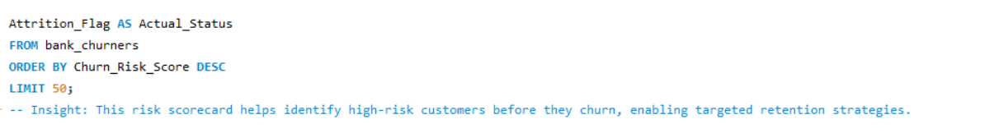 Attrition_Flag AS Actual_Status
FROM bank_churners
ORDER BY Churn_Risk_Score DESC
LIMIT 50;
-- Insight: This risk scorecard helps identify high-risk customers before they churn, enabling targeted retention strategies.